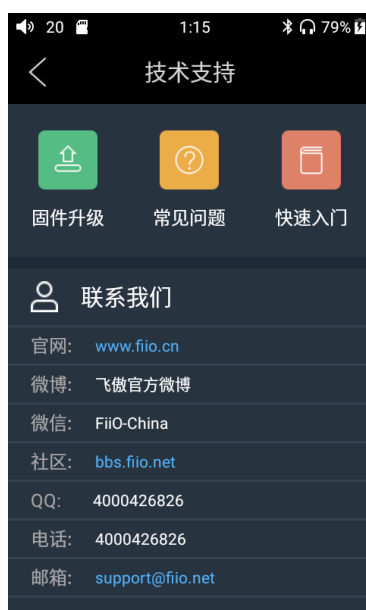 20 1:15 79%
技术支持
固件升级 常见问题 快速入门
联系我们
官网: www.fiio.cn
微博: 飞傲官方微博
微信: FiiO-China
社区: bbs.fiio.net
QQ: 4000426826
电话: 4000426826
邮箱: support@fiio.net